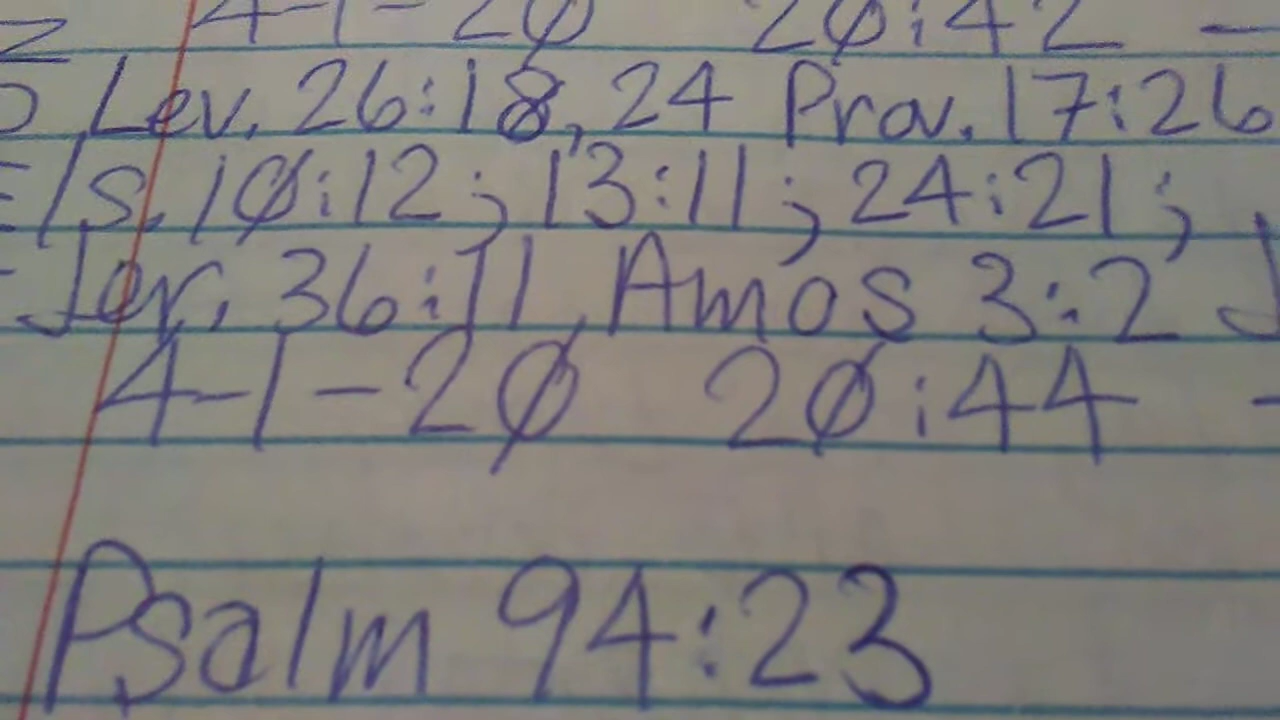 4-1-20 20:42 -
Lev. 26:18,24 Prov. 17:26
Is. 10:12; 13:11; 24:21;
Jer. 36:11 Amos 3:2 J
4-1-20 20:44 -
Psalm 94:23